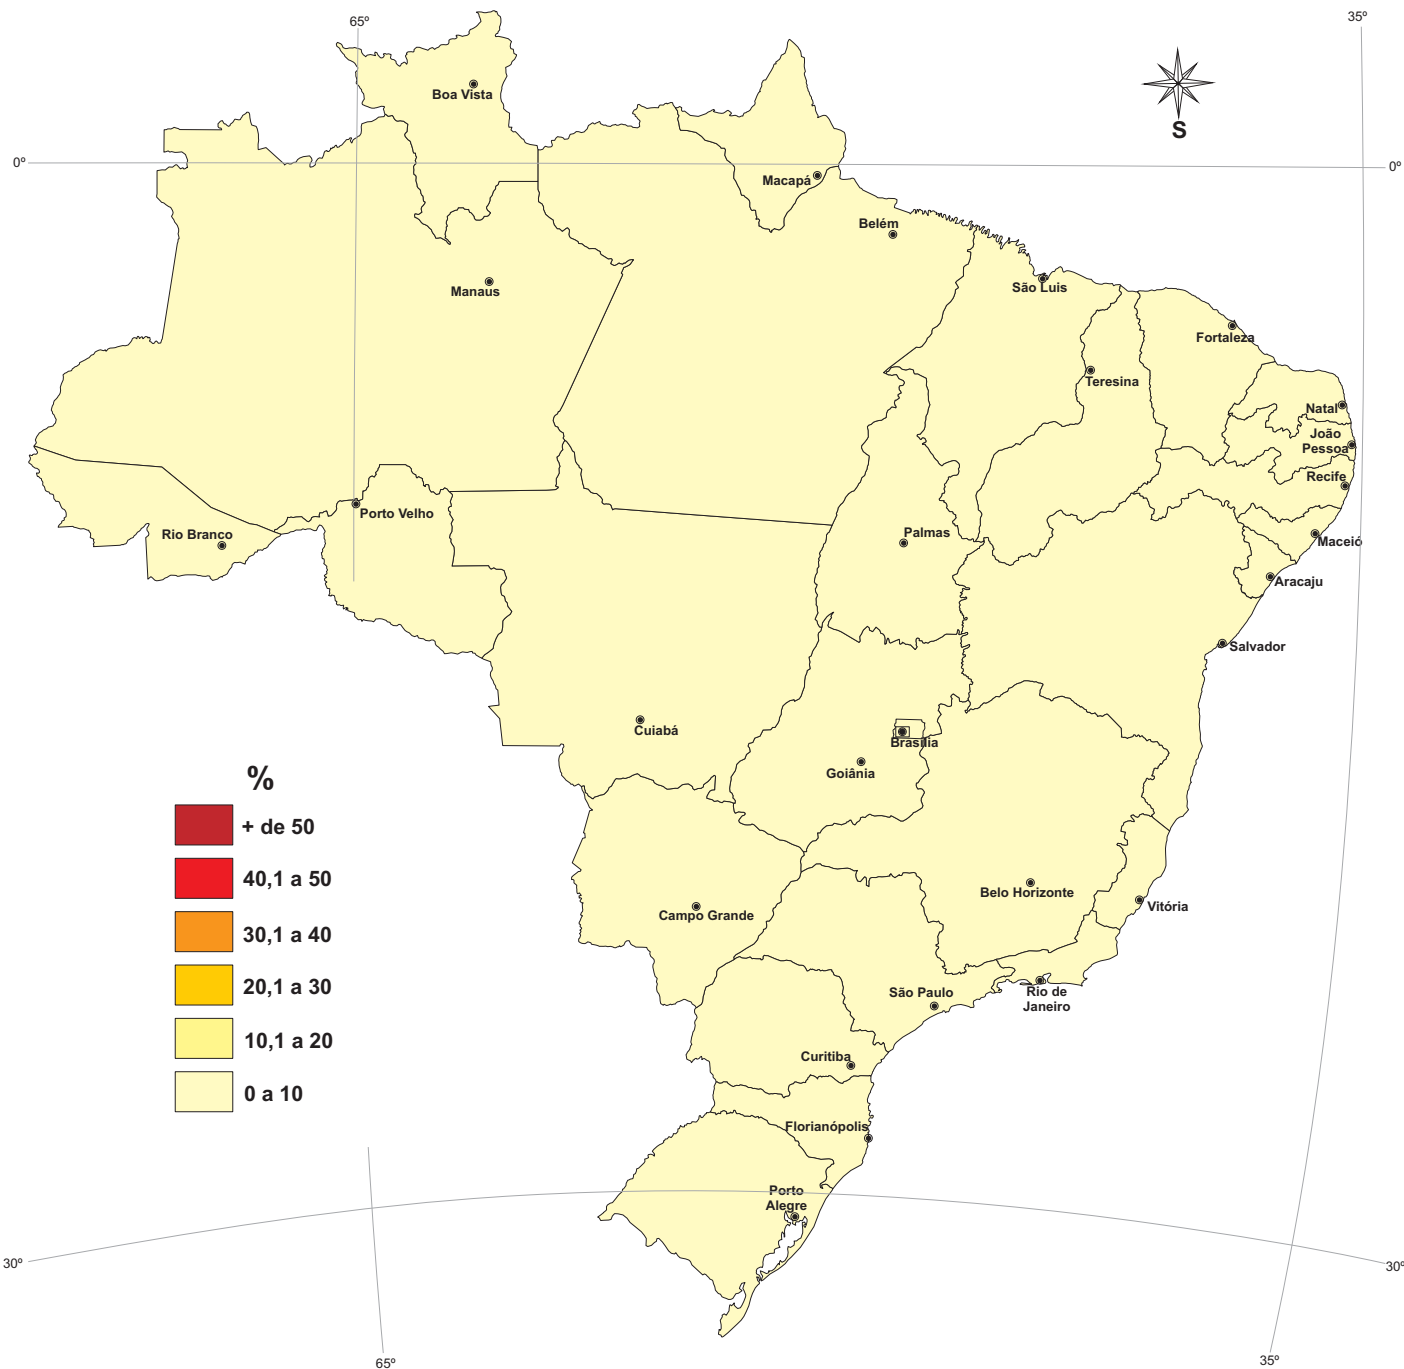 65º
35º
Boa Vista
S
0º
0º
Macapá
Belém
São Luis
Manaus
Fortaleza
Teresina
Natal
João
Pessoa
Recife
Porto Velho
Rio Branco
Palmas
Maceió
Aracaju
Salvador
Cuiabá
Brasília
Goiânia
%
+ de 50
40,1 a 50
30,1 a 40
20,1 a 30
10,1 a 20
0 a 10
Belo Horizonte
Vitória
Campo Grande
São Paulo
Rio de
Janeiro
Curitiba
Florianópolis
Porto
Alegre
30º
30º
65º
35º